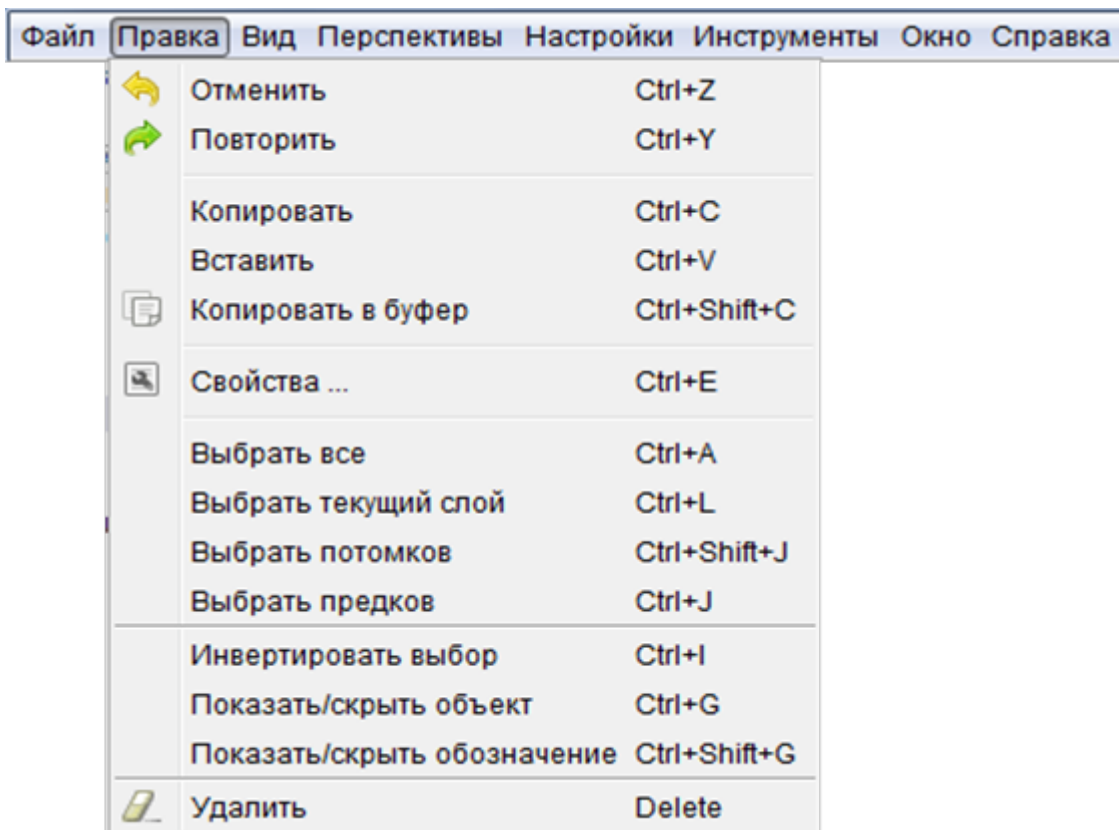 Файл Правка Вид Перспективы Настройки Инструменты Окно Справка
Отменить Ctrl+Z
Повторить Ctrl+Y
Копировать Ctrl+C
Вставить Ctrl+V
Копировать в буфер Ctrl+Shift+C
Свойства ... Ctrl+E
Выбрать все Ctrl+A
Выбрать текущий слой Ctrl+L
Выбрать потомков Ctrl+Shift+J
Выбрать предков Ctrl+J
Инвертировать выбор Ctrl+I
Показать/скрыть объект Ctrl+G
Показать/скрыть обозначение Ctrl+Shift+G
Удалить Delete